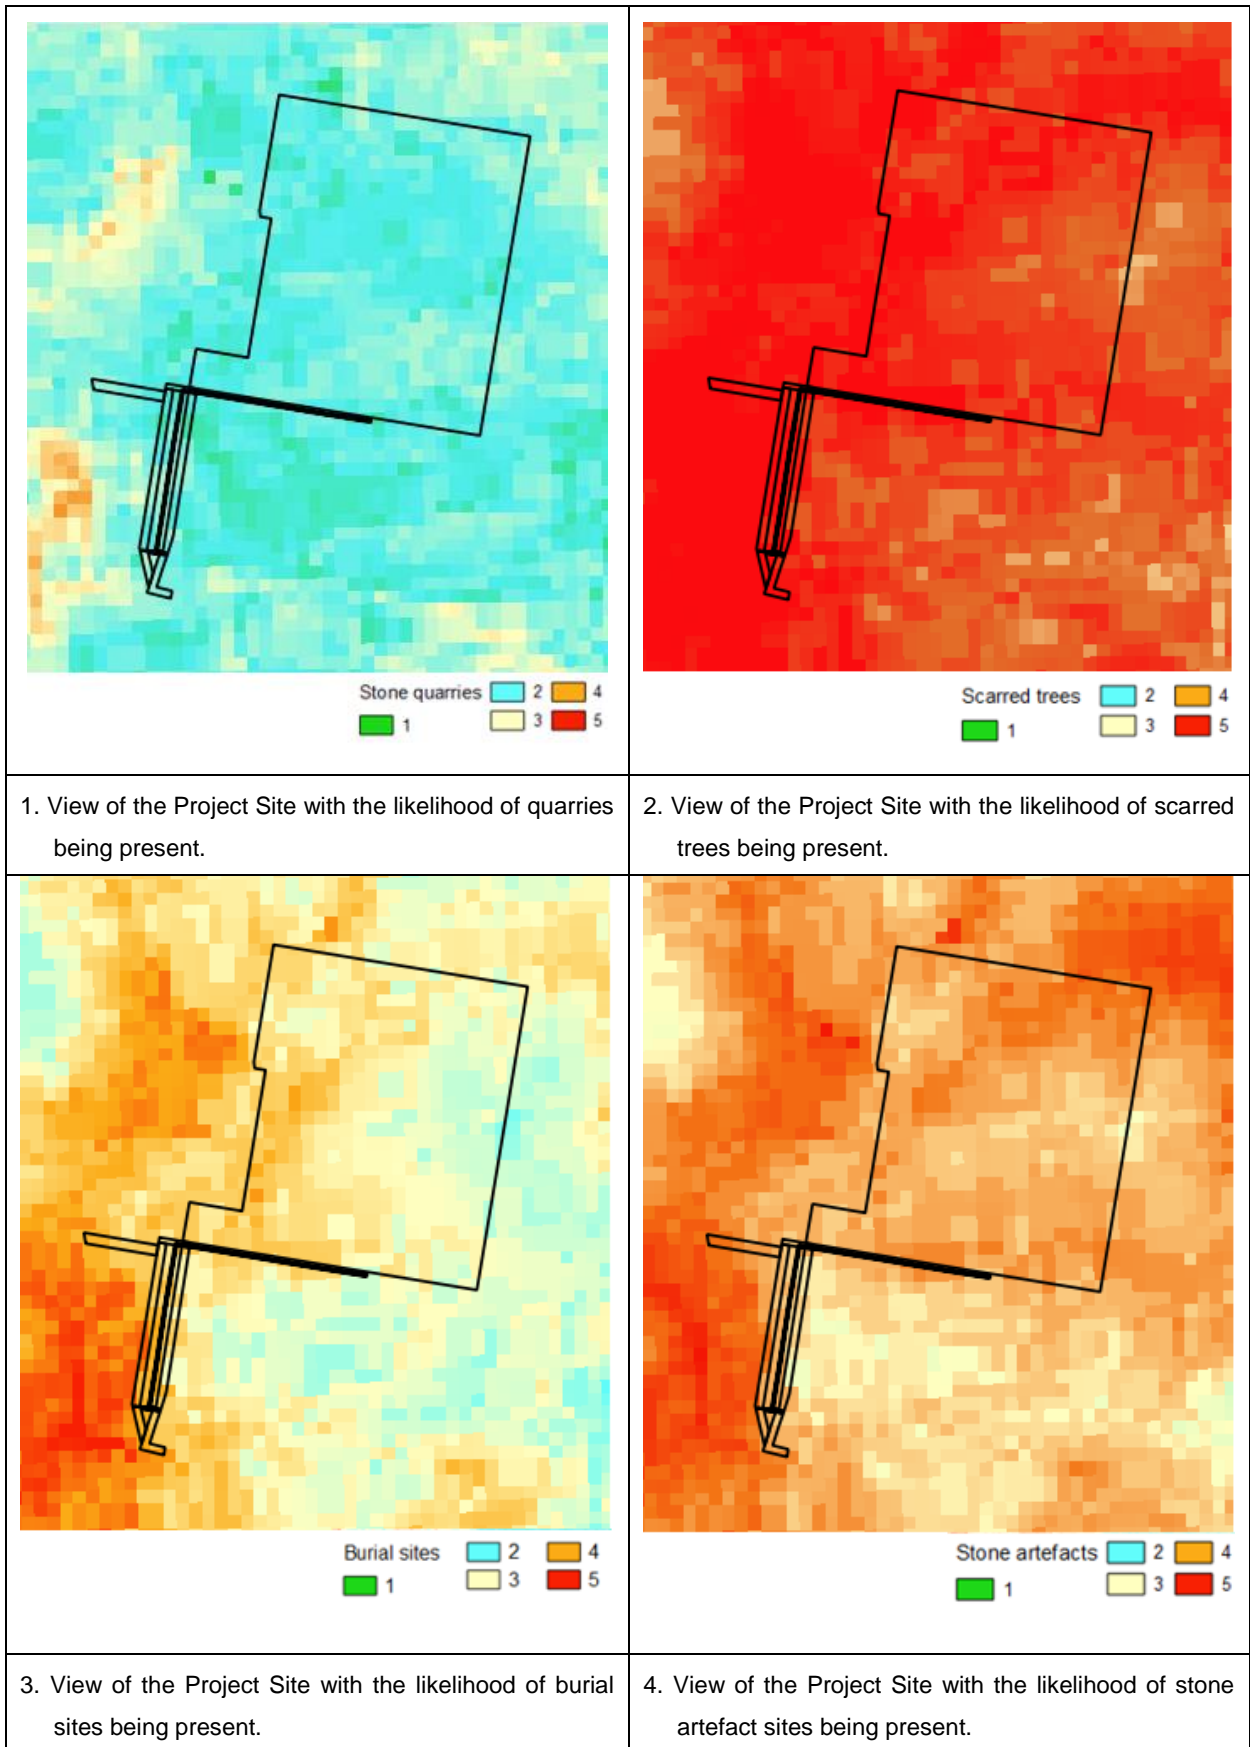 Stone quarries 2 4
1 3 5
Scarred trees 2 4
1 3 5
1. View of the Project Site with the likelihood of quarries
being present.
2. View of the Project Site with the likelihood of scarred
trees being present.
Burial sites 2 4
1 3 5
Stone artefacts 2 4
1 3 5
3. View of the Project Site with the likelihood of burial
sites being present.
4. View of the Project Site with the likelihood of stone
artefact sites being present.